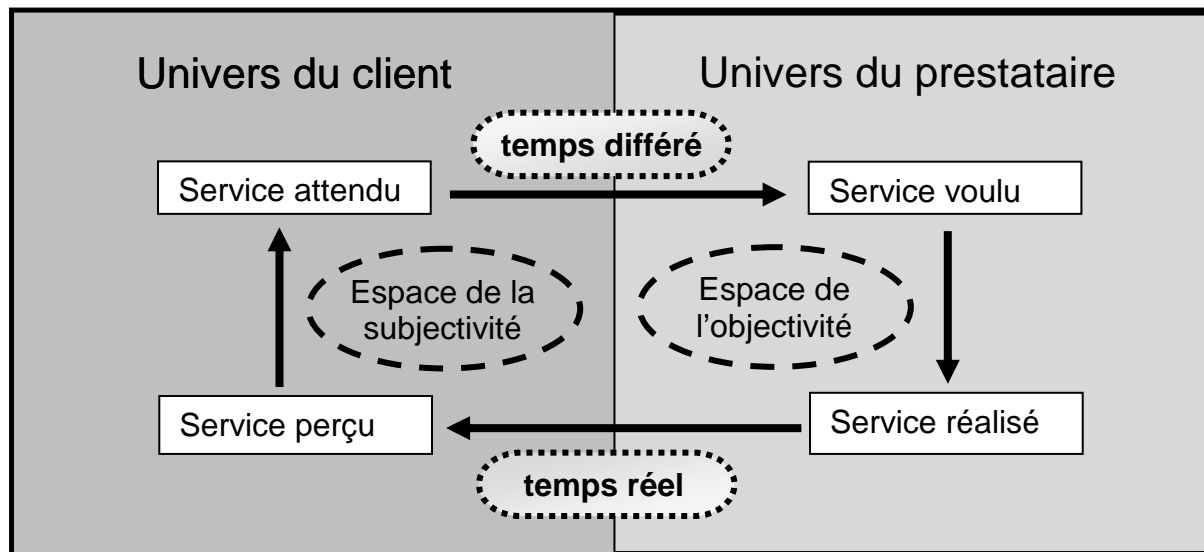 Univers du client
Univers du prestataire
temps différé
Service attendu
Service voulu
Espace de la
subjectivité
Espace de
l’objectivité
Service perçu
Service réalisé
temps réel